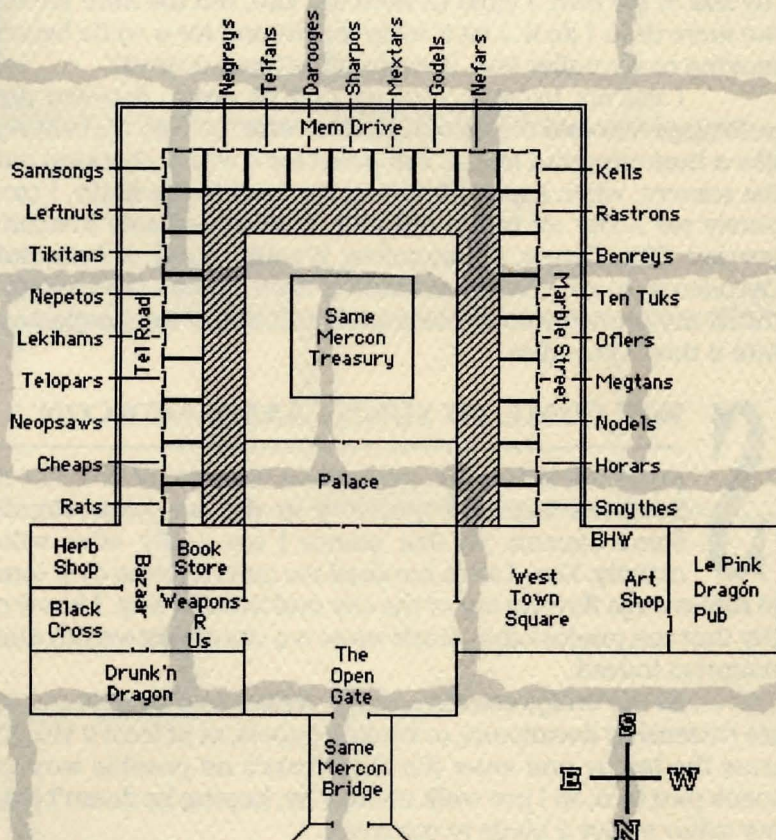 Negreys
Telfans
Darooges
Sharpos
Mextars
Godels
Nefars
Mem Drive
Samsongs
Leftnuts
Tikitans
Nepetos
Lekihams
Telopars
Neopsaws
Cheaps
Rats
Tel Road
Same
Mercon
Treasury
Palace
Marble Street
Kells
Rastrons
Benreys
Ten Tuks
Oflers
Megtans
Nodels
Horars
Smythes
Herb
Shop
Black
Cross
Bazaar
Book
Store
Weapons
R
Us
Drunk'n
Dragon
The
Open
Gate
Same
Mercon
Bridge
West
Town
Square
BHW
Art
Shop
Le Pink
Dragón
Pub
S
E
W
N